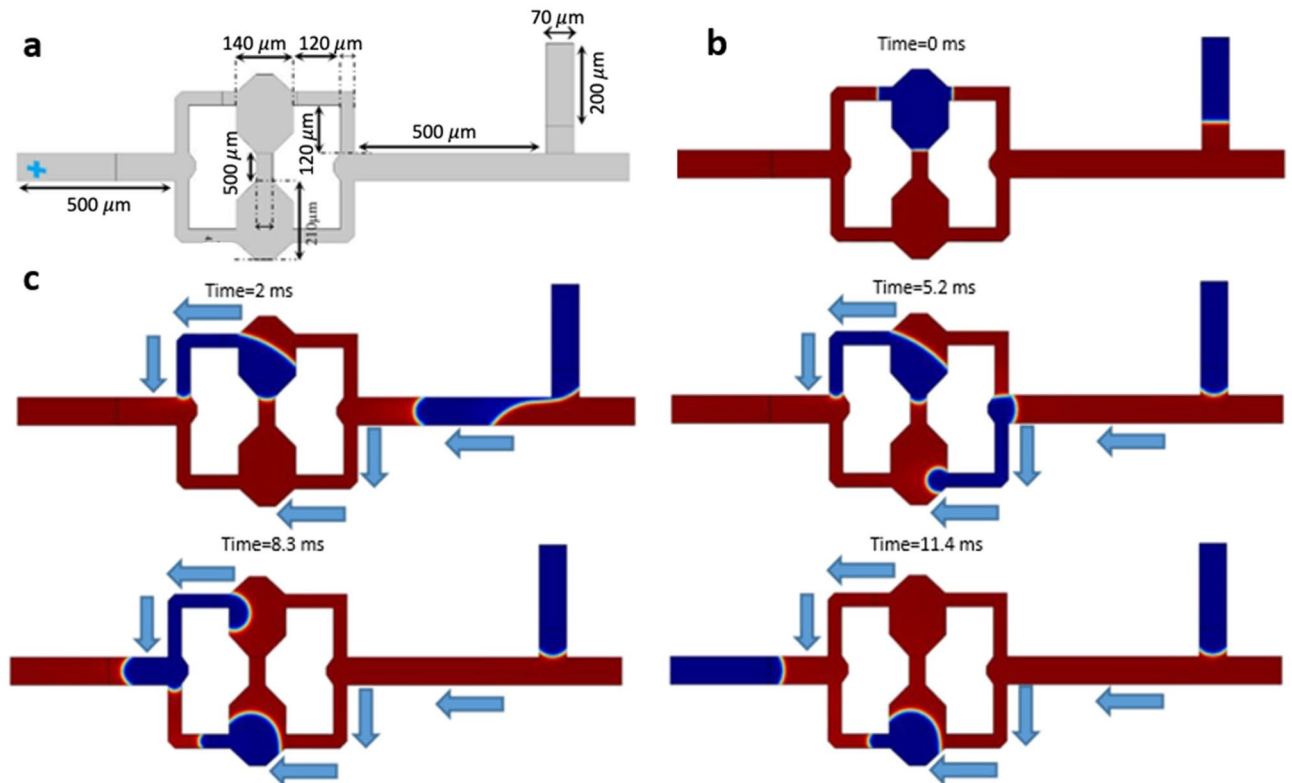 a
140 μm 120 μm
70 μm
200 μm
500 μm
120 μm
500 μm
500 μm
210μm
b
Time=0 ms
c
Time=2 ms
Time=5.2 ms
Time=8.3 ms
Time=11.4 ms